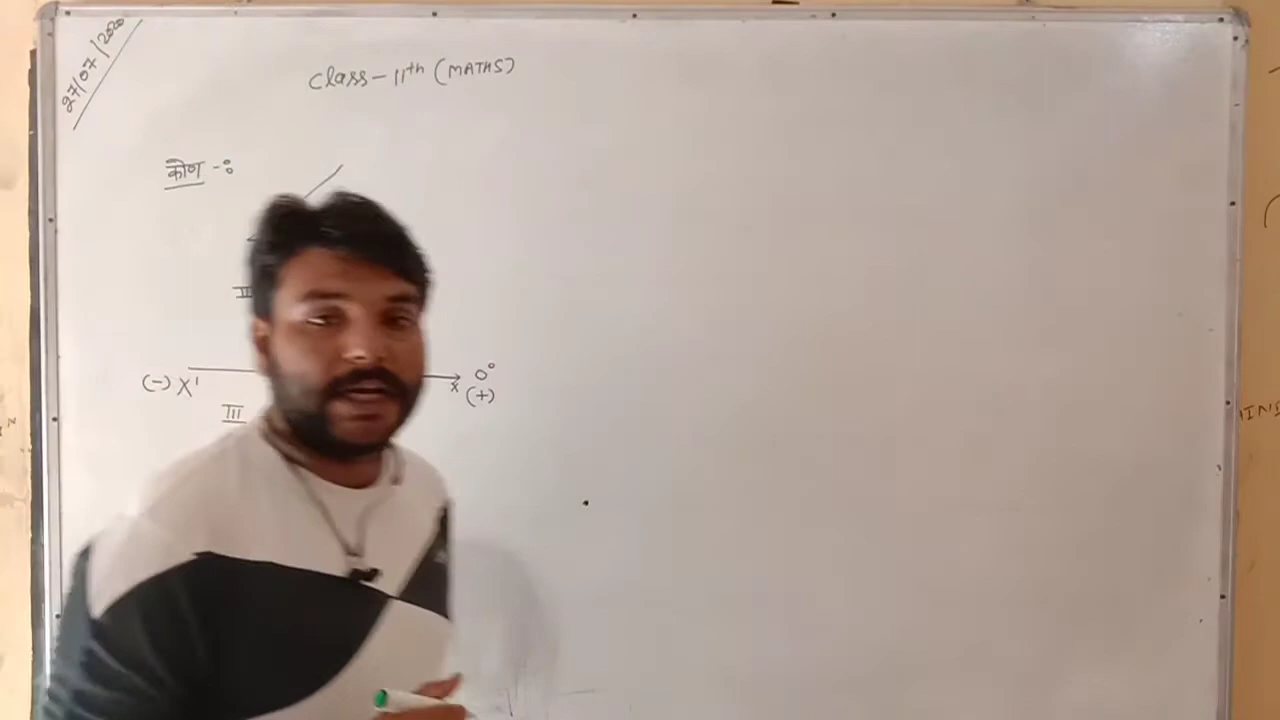 27/07/2020
Class - 11th (MATHS)
कोण -:
II
(-) X' X 0°
(+)
III